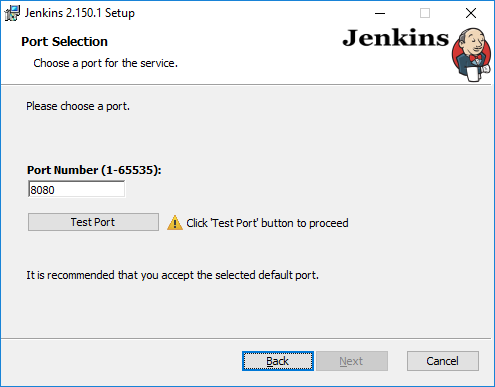 Jenkins 2.150.1 Setup
Port Selection
Choose a port for the service.
Jenkins
Please choose a port.
Port Number (1-65535):
8080
Test Port
Click 'Test Port' button to proceed
It is recommended that you accept the selected default port.
Back
Next
Cancel